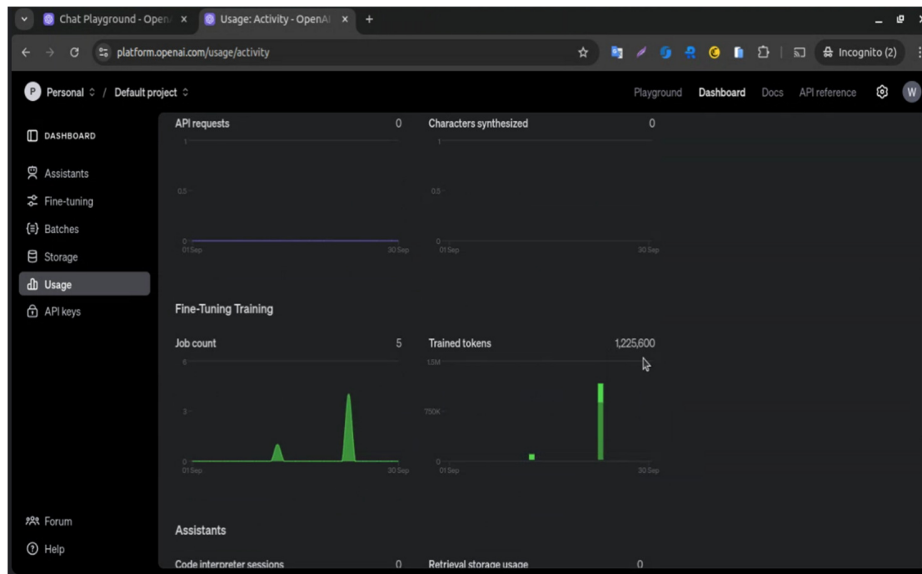 Chat Playground - Open
Usage: Activity - OpenAI
platform.openai.com/usage/activity
Incognito (2)
P Personal / Default project
Playground Dashboard Docs API reference W
DASHBOARD
Assistants
Fine-tuning
Batches
Storage
Usage
API keys
Forum
Help
API requests 0
1
0.5
0
01 Sep 30 Sep
Characters synthesized 0
1
0.5
0
01 Sep 30 Sep
Fine-Tuning Training
Job count 5
6
3
0
01 Sep 30 Sep
Trained tokens 1,225,600
1.5M
750K
0
01 Sep 30 Sep
Assistants
Code interpreter sessions 0
Retrieval storage usage 0